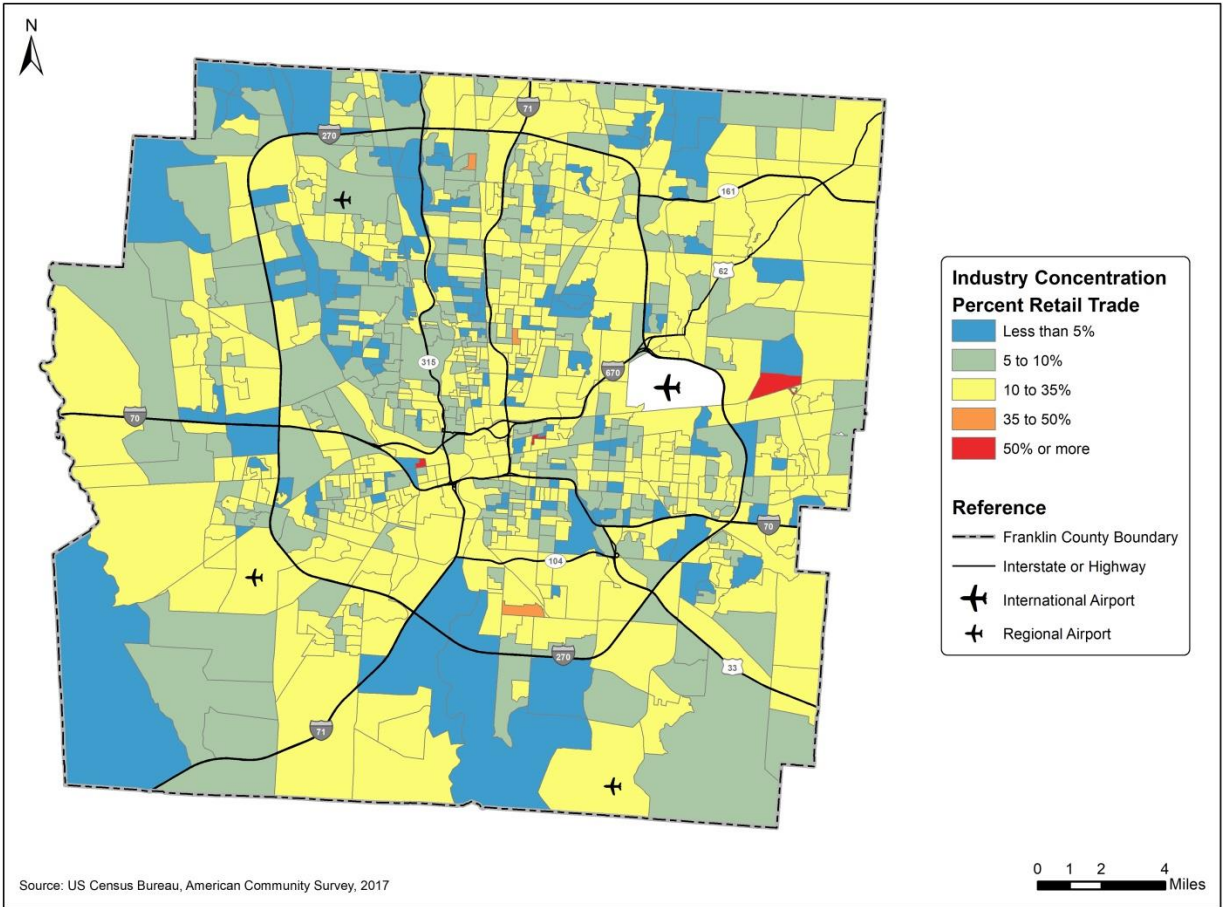 N
71
270
161
62
315
670
70
70
104
270
33
71
Industry Concentration
Percent Retail Trade
Less than 5%
5 to 10%
10 to 35%
35 to 50%
50% or more
Reference
Franklin County Boundary
Interstate or Highway
International Airport
Regional Airport
Source: US Census Bureau, American Community Survey, 2017
0 1 2 4
Miles